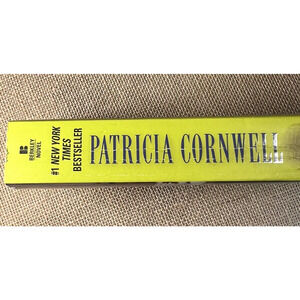 B
BERKLEY
NOVEL
#1 NEW YORK
TIMES
BESTSELLER
PATRICIA CORNWELL